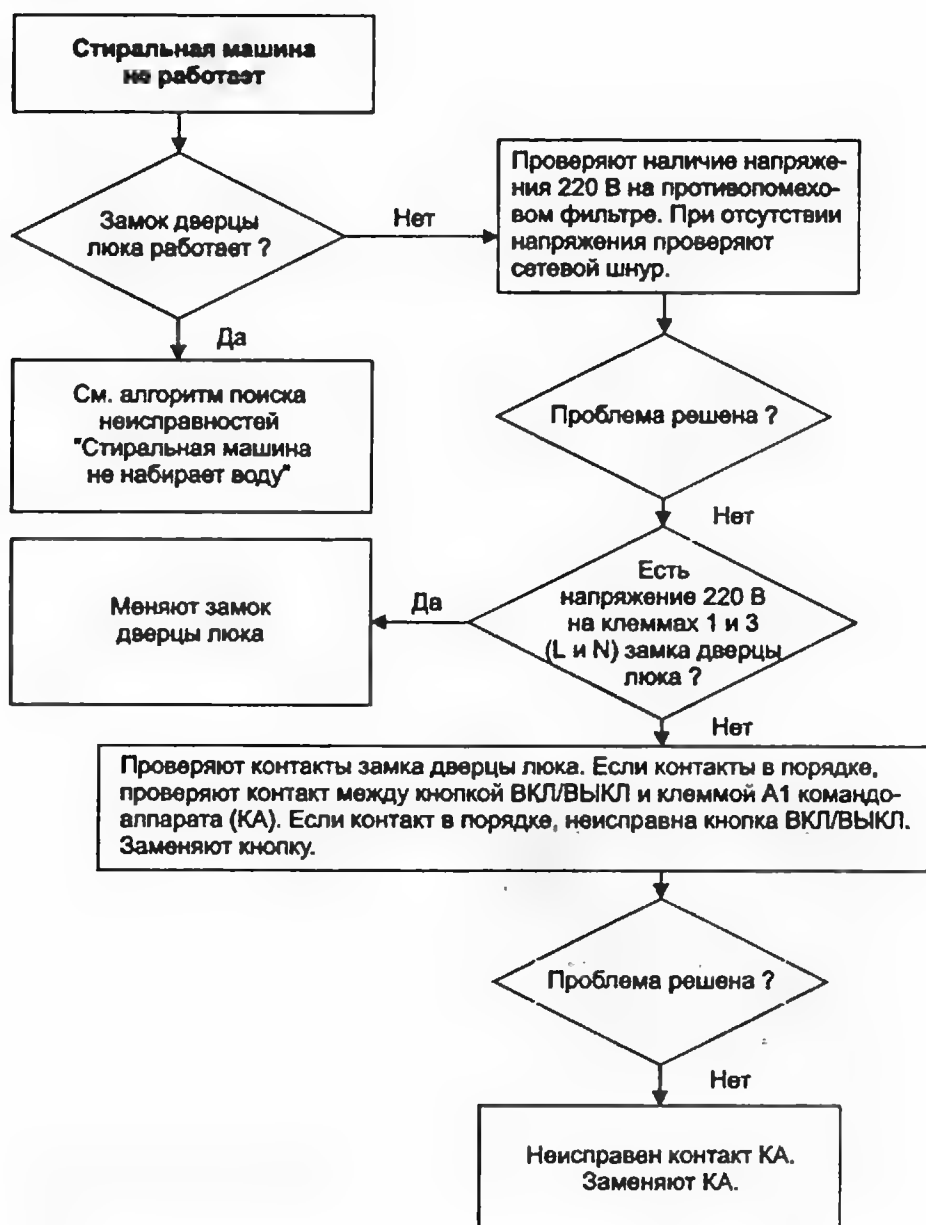 Стиральная машина
не работает
Замок дверцы
люка работает ?
Нет
Проверяют наличие напряже-
ния 220 В на противопомехо-
вом фильтре. При отсутствии
напряжения проверяют
сетевой шнур.
Да
См. алгоритм поиска
неисправностей
"Стиральная машина
не набирает воду"
Проблема решена ?
Нет
Есть
напряжение 220 В
на клеммах 1 и 3
(L и N) замка дверцы
люка ?
Да
Меняют замок
дверцы люка
Нет
Проверяют контакты замка дверцы люка. Если контакты в порядке,
проверяют контакт между кнопкой ВКЛ/ВЫКЛ и клеммой А1 командо-
аппарата (КА). Если контакт в порядке, неисправна кнопка ВКЛ/ВЫКЛ.
Заменяют кнопку.
Проблема решена ?
Нет
Неисправен контакт КА.
Заменяют КА.